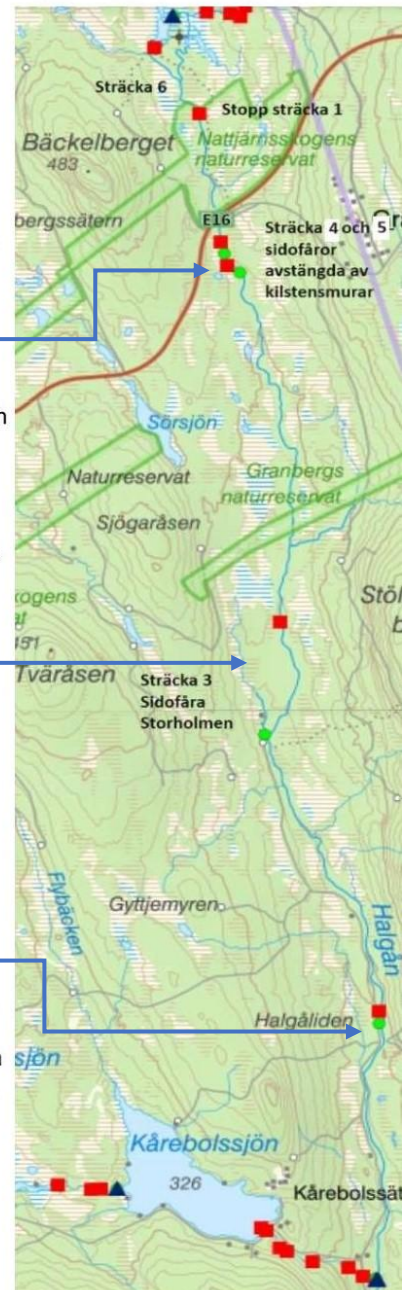 Sträcka 6
Stopp sträcka 1
Bäckelberget
483
Nattjärnsskogens
naturreservat
bergssätern
E16
Sträcka 4 och 5
sidofåror
avstängda av
kilstensmurar
Sörsjön
Naturreservat
Granbergs
naturreservat
Sjögaråsen
Tväråsen
Sträcka 3
Sidofåra
Storholmen
Flybäcken
Gyttjemyren
Halgån
Halgåliden
sjön
Kårebolssjön
326
Kårebolssät